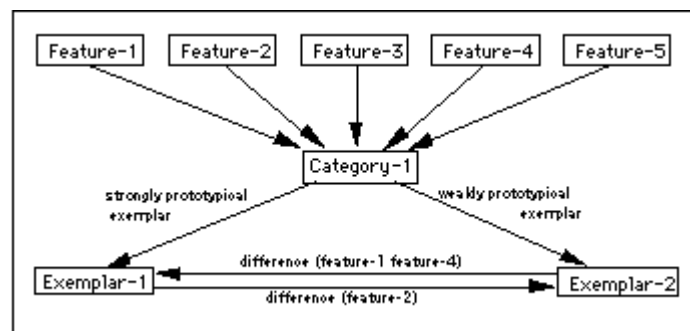 Feature-1 Feature-2 Feature-3 Feature-4 Feature-5
Category-1
strongly prototypical
exemplar
weakly prototypical
exemplar
difference (feature-1 feature-4)
Exemplar-1
Exemplar-2
difference (feature-2)